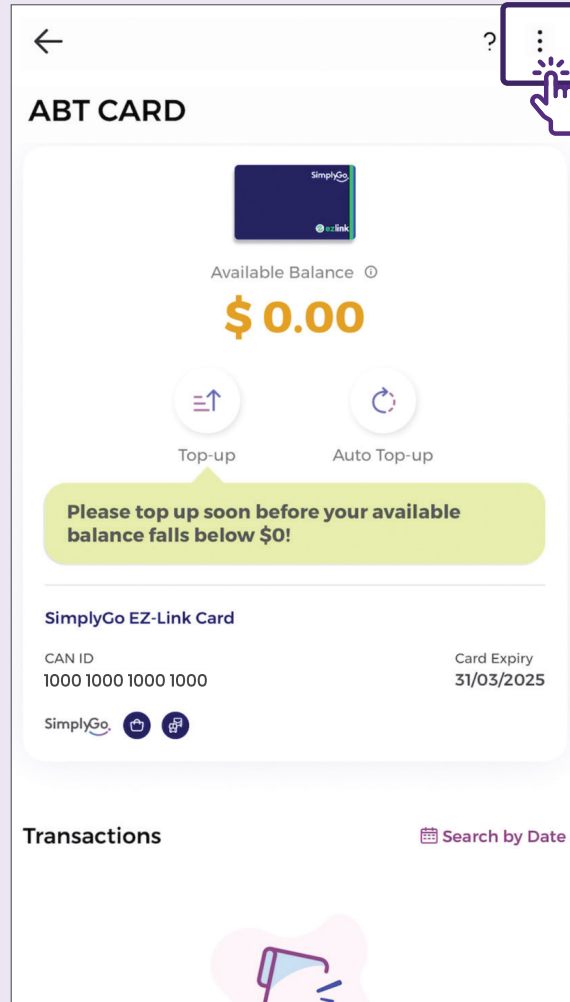 ?
ABT CARD
SimplyGo
ezlink
Available Balance
$ 0.00
Top-up
Auto Top-up
Please top up soon before your available
balance falls below $0!
SimplyGo EZ-Link Card
CAN ID
Card Expiry
1000 1000 1000 1000
31/03/2025
SimplyGo.
Transactions
Search by Date